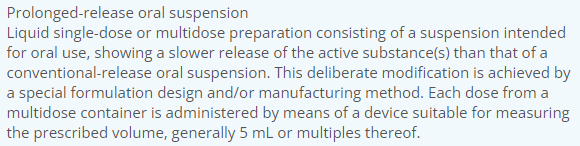 Prolonged-release oral suspension
Liquid single-dose or multidose preparation consisting of a suspension intended
for oral use, showing a slower release of the active substance(s) than that of a
conventional-release oral suspension. This deliberate modification is achieved by
a special formulation design and/or manufacturing method. Each dose from a
multidose container is administered by means of a device suitable for measuring
the prescribed volume, generally 5 mL or multiples thereof.